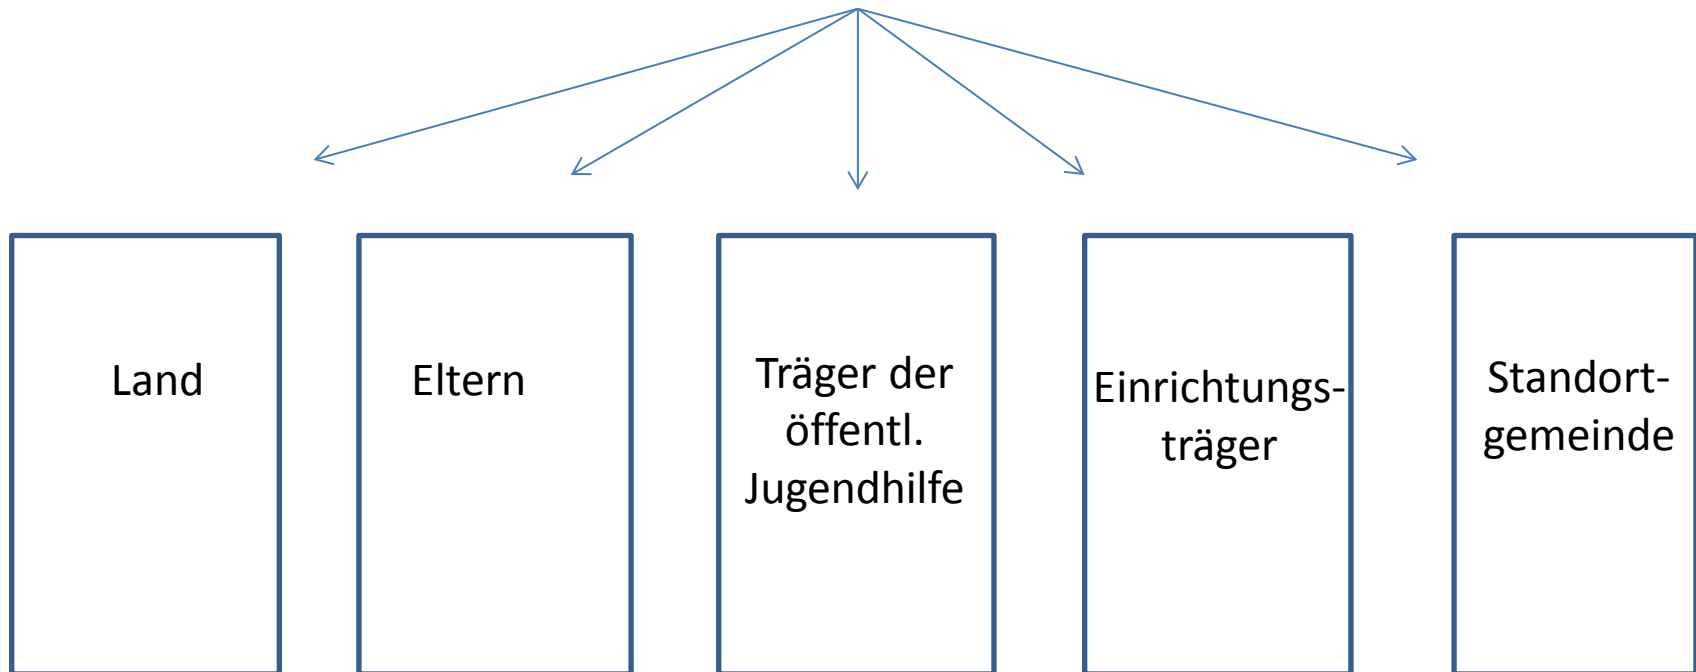 Land
Eltern
Träger der
öffentl.
Jugendhilfe
Einrichtungs-
träger
Standort-
gemeinde